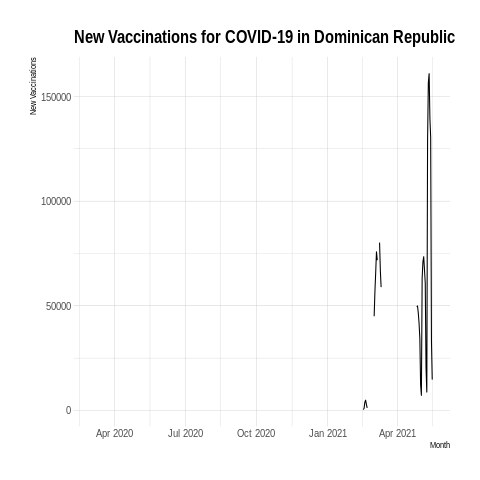 New Vaccinations for COVID-19 in Dominican Republic
New Vaccinations
150000
100000
50000
0
Apr 2020 Jul 2020 Oct 2020 Jan 2021 Apr 2021
Month